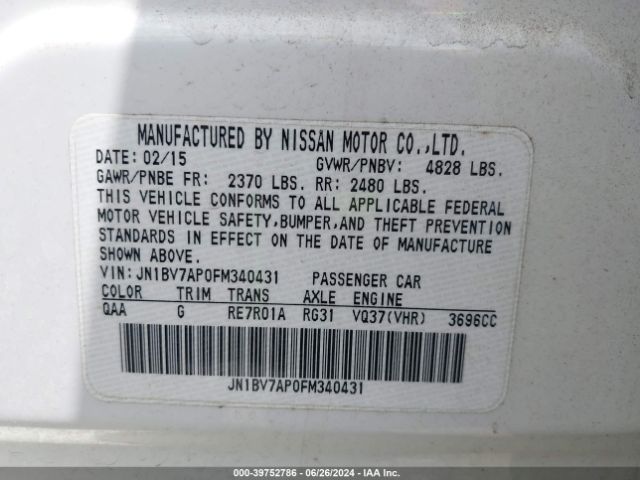 MANUFACTURED BY NISSAN MOTOR CO.,LTD.
DATE: 02/15 GVWR/PNBV: 4828 LBS.
GAWR/PNBE FR: 2370 LBS. RR: 2480 LBS.
THIS VEHICLE CONFORMS TO ALL APPLICABLE FEDERAL
MOTOR VEHICLE SAFETY,BUMPER,AND THEFT PREVENTION
STANDARDS IN EFFECT ON THE DATE OF MANUFACTURE
SHOWN ABOVE.
VIN: JN1BV7AP0FM340431 PASSENGER CAR
COLOR TRIM TRANS AXLE ENGINE
QAA G RE7R01A RG31 VQ37(VHR) 3696CC
JN1BV7AP0FM340431
000-39752786 - 06/26/2024 - IAA Inc.